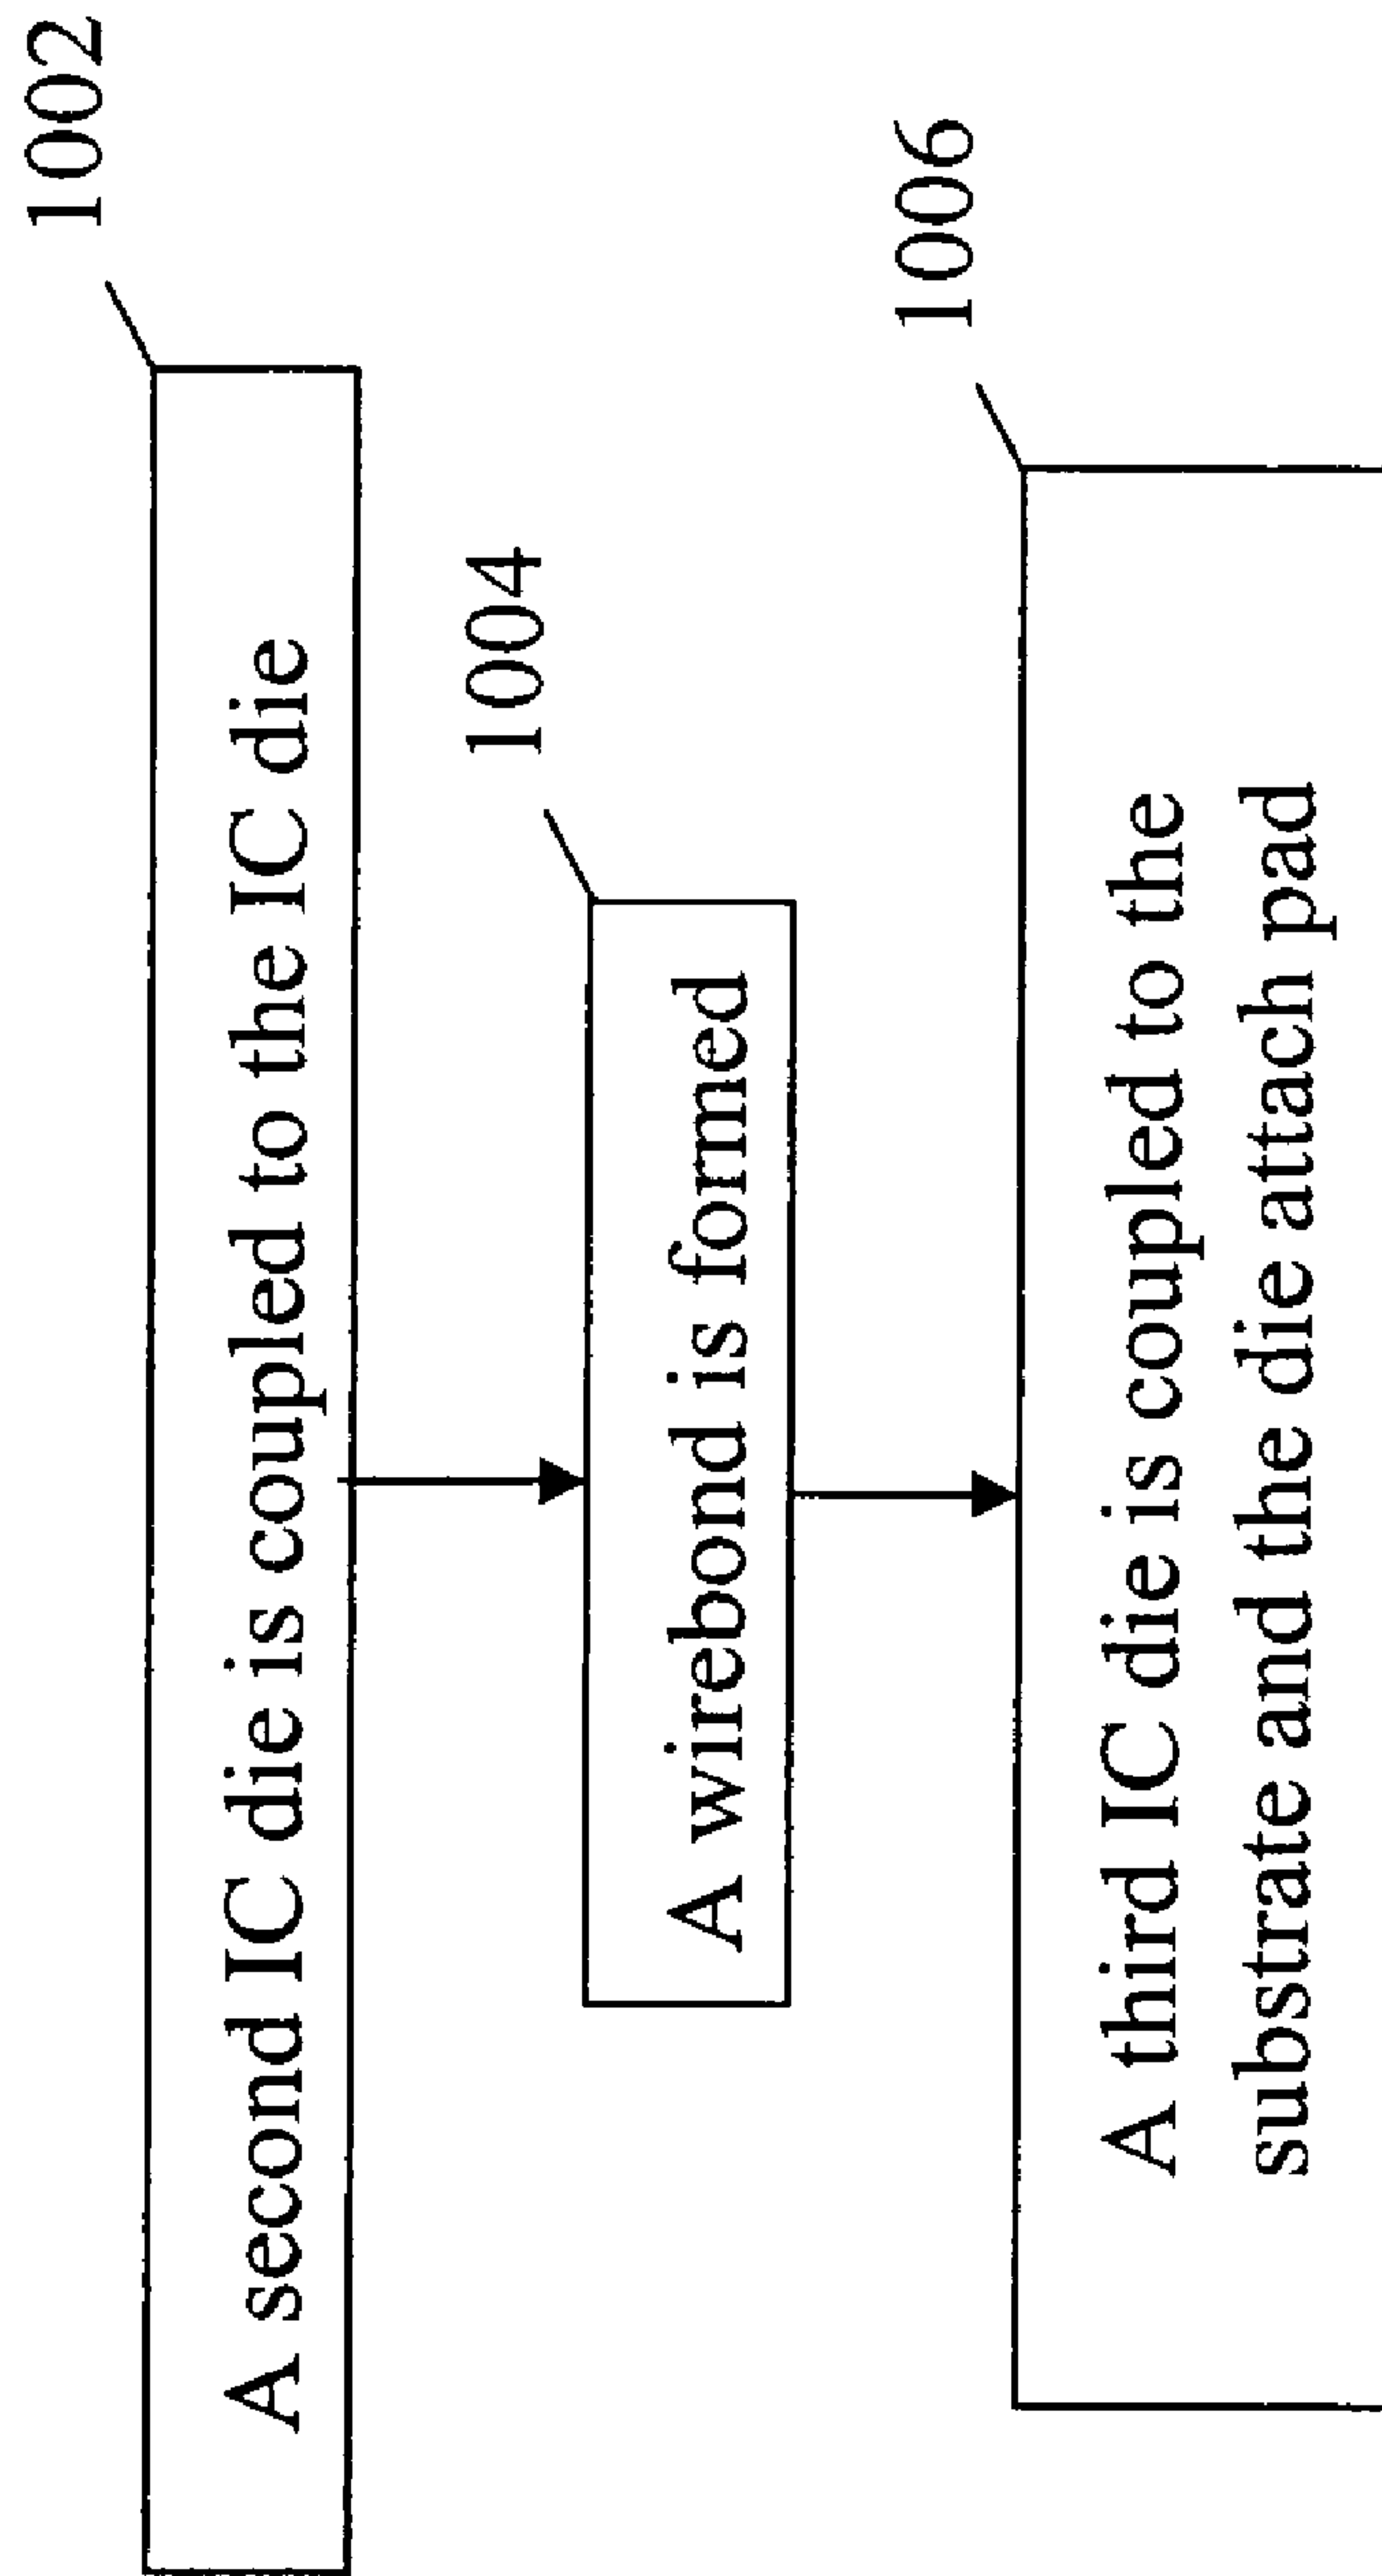 1002
A second IC die is coupled to the IC die
1004
A wirebond is formed
1006
A third IC die is coupled to the
substrate and the die attach pad